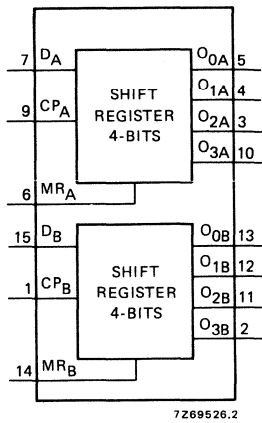 7 DA
9 CPA
6 MRA
SHIFT
REGISTER
4-BITS
O0A 5
O1A 4
O2A 3
O3A 10
15 DB
1 CPB
14 MRB
SHIFT
REGISTER
4-BITS
O0B 13
O1B 12
O2B 11
O3B 2
7Z69526.2